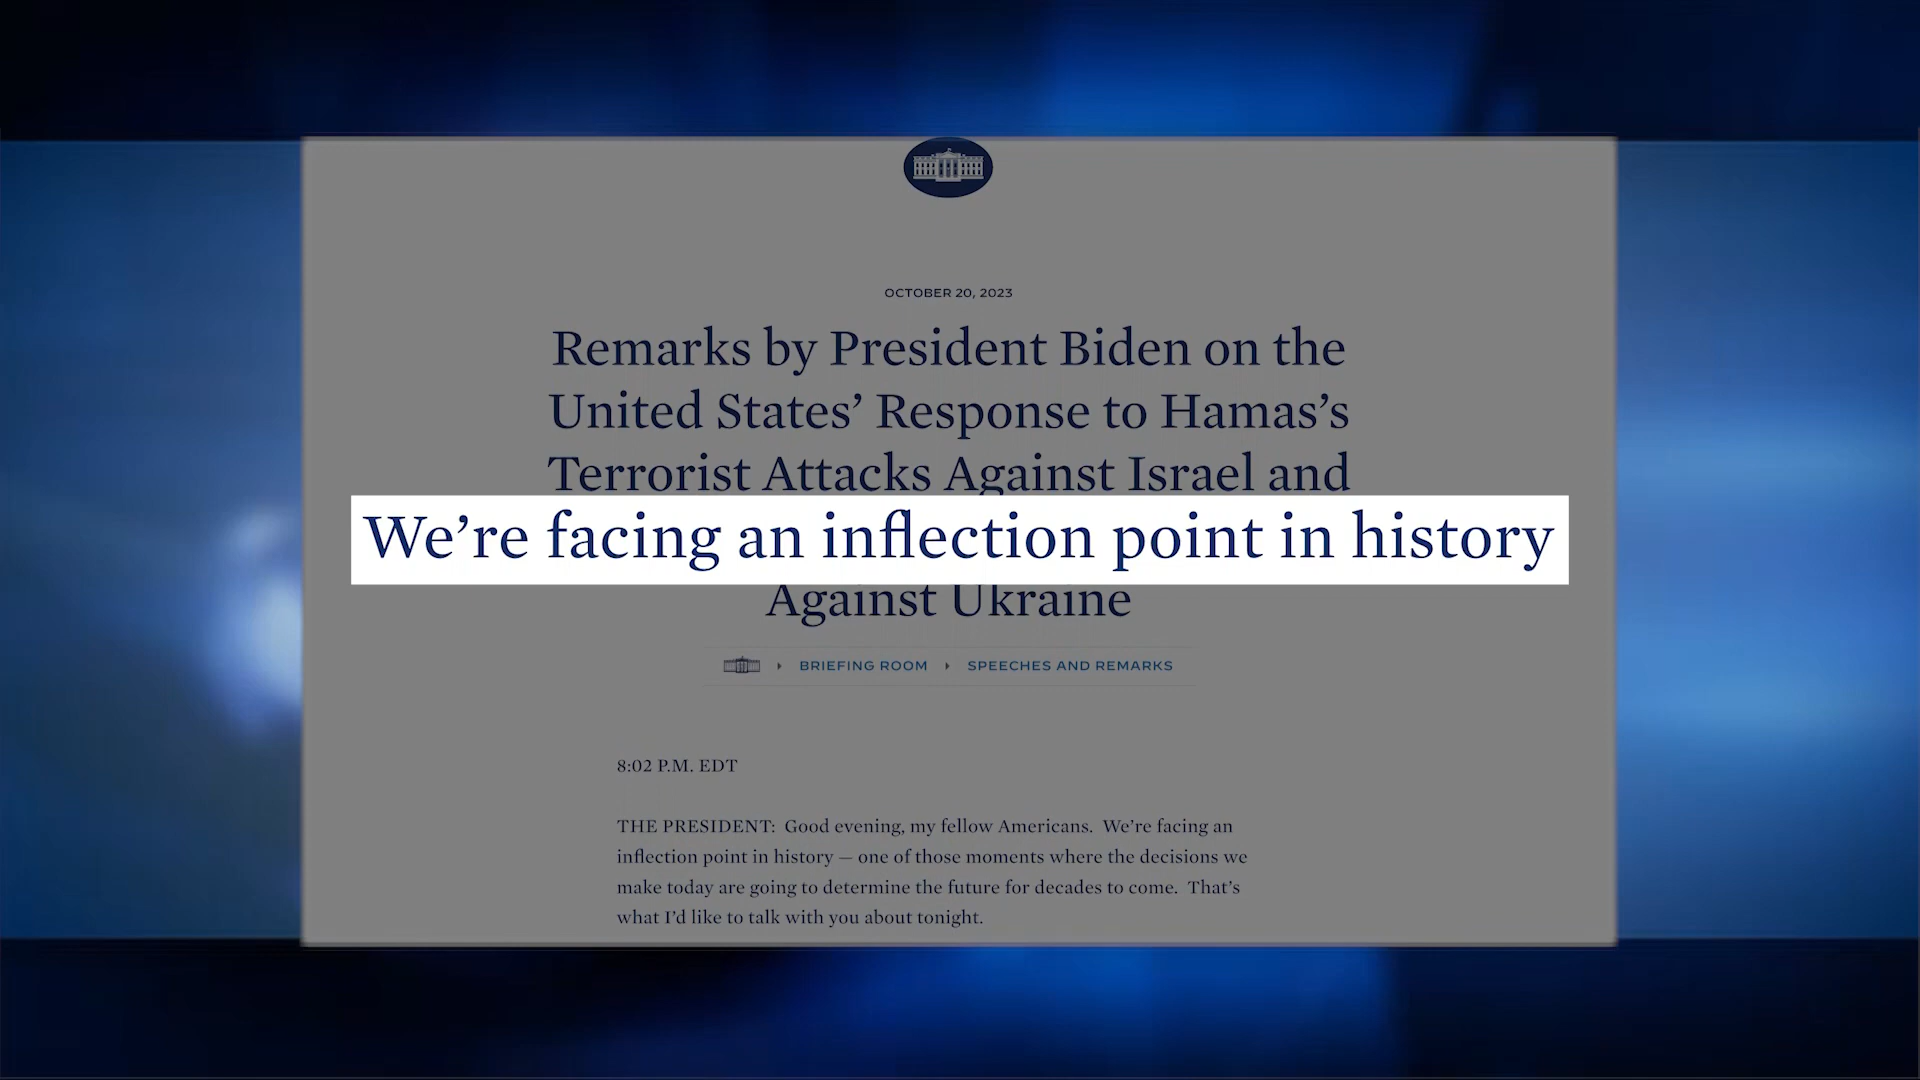 OCTOBER 20, 2023
Remarks by President Biden on the
United States’ Response to Hamas’s
Terrorist Attacks Against Israel and
We’re facing an inflection point in history
Against Ukraine
BRIEFING ROOM
SPEECHES AND REMARKS
8:02 P.M. EDT
THE PRESIDENT:  Good evening, my fellow Americans.  We’re facing an
inflection point in history — one of those moments where the decisions we
make today are going to determine the future for decades to come.  That’s
what I’d like to talk with you about tonight.